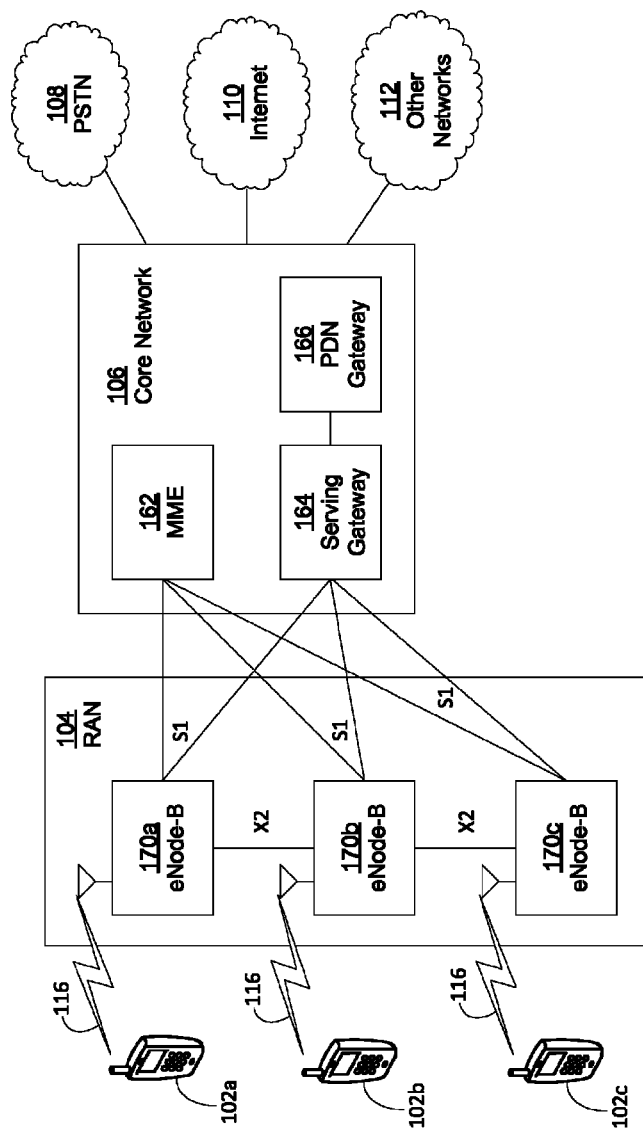 108
PSTN
110
Internet
112
Other
Networks
106
Core Network
162
MME
164
Serving
Gateway
166
PDN
Gateway
104
RAN
S1
S1
S1
170a
eNode-B
X2
170b
eNode-B
X2
170c
eNode-B
116
116
116
102a
102b
102c